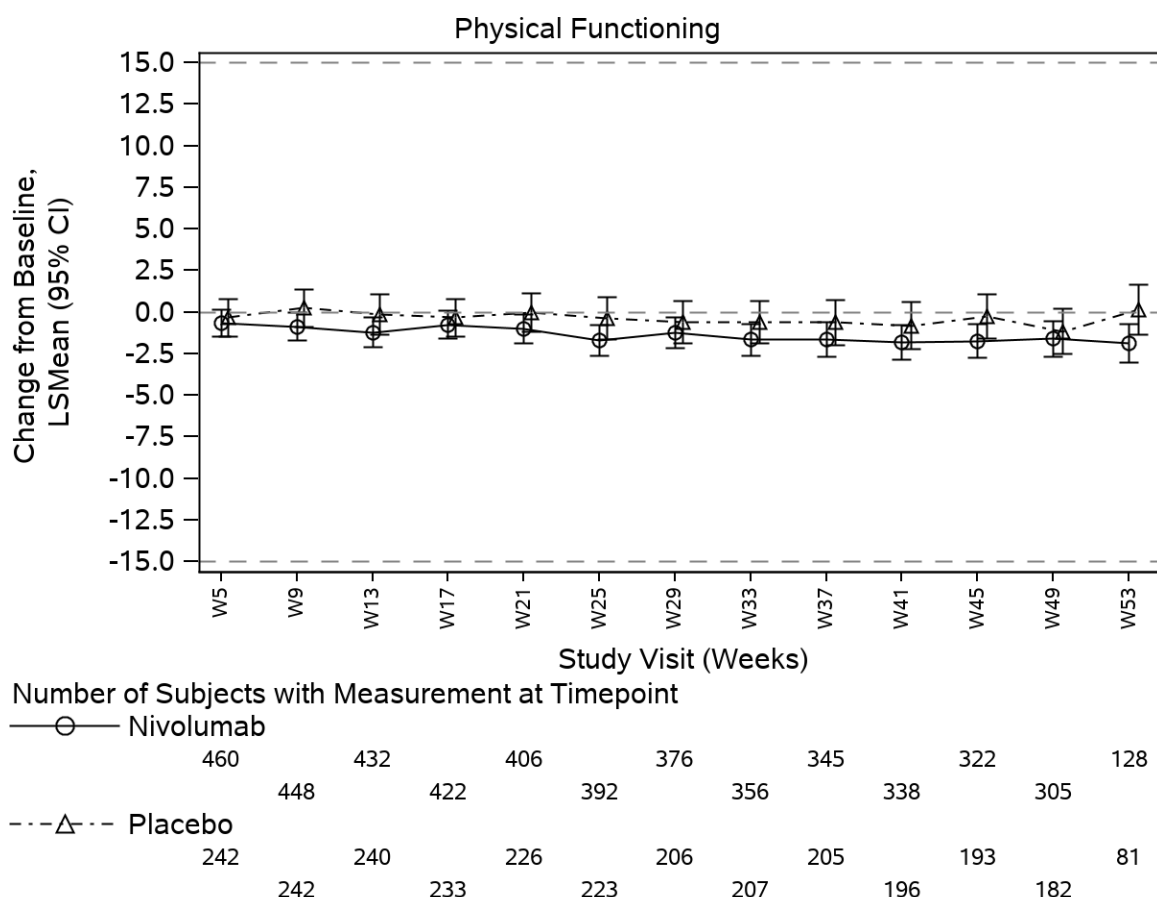 Physical Functioning
15.0
12.5
10.0
7.5
5.0
2.5
0.0
-2.5
-5.0
-7.5
-10.0
-12.5
-15.0
Change from Baseline,
LSMean (95% CI)
W5 W9 W13 W17 W21 W25 W29 W33 W37 W41 W45 W49 W53
Study Visit (Weeks)
Number of Subjects with Measurement at Timepoint
Nivolumab
460 432 406 376 345 322 128
448 422 392 356 338 305
Placebo
242 240 226 206 205 193 81
242 233 223 207 196 182